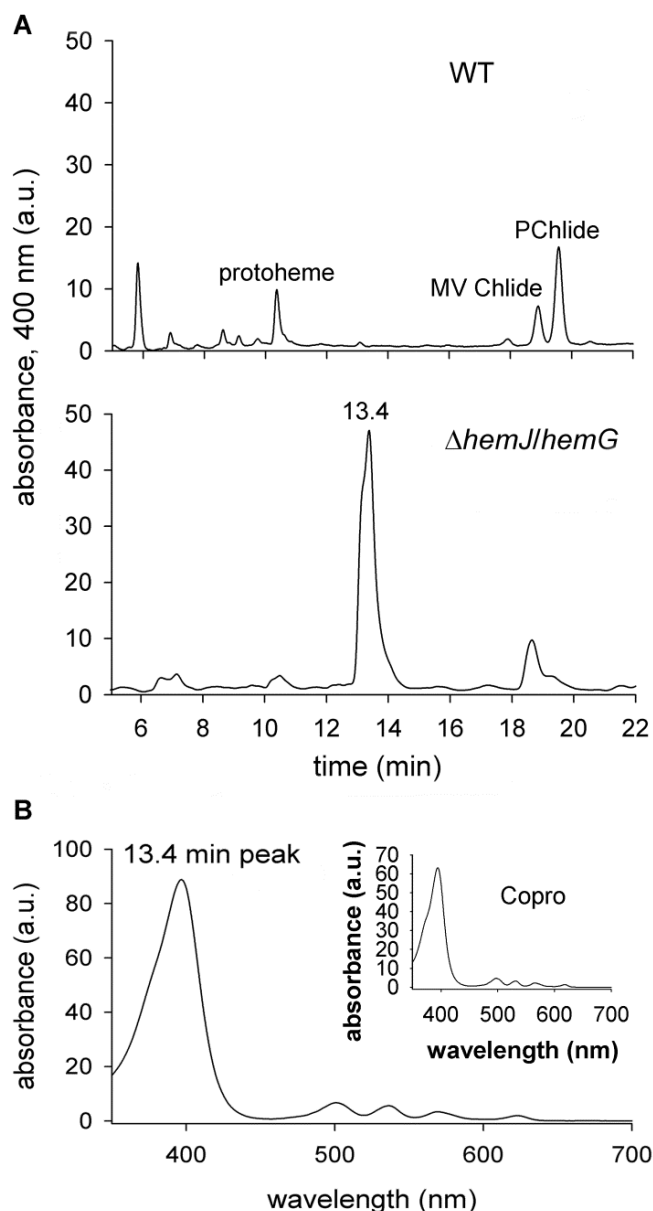 A
WT
absorbance, 400 nm (a.u.)
50
40
30
20
10
0
protoheme
MV Chlide
PChlide
13.4
ΔhemJ/hemG
50
40
30
20
10
0
6 8 10 12 14 16 18 20 22
time (min)
B
13.4 min peak
absorbance (a.u.)
100
80
60
40
20
0
400 500 600 700
wavelength (nm)
Copro
absorbance (a.u.)
70
60
50
40
30
20
10
0
400 500 600 700
wavelength (nm)